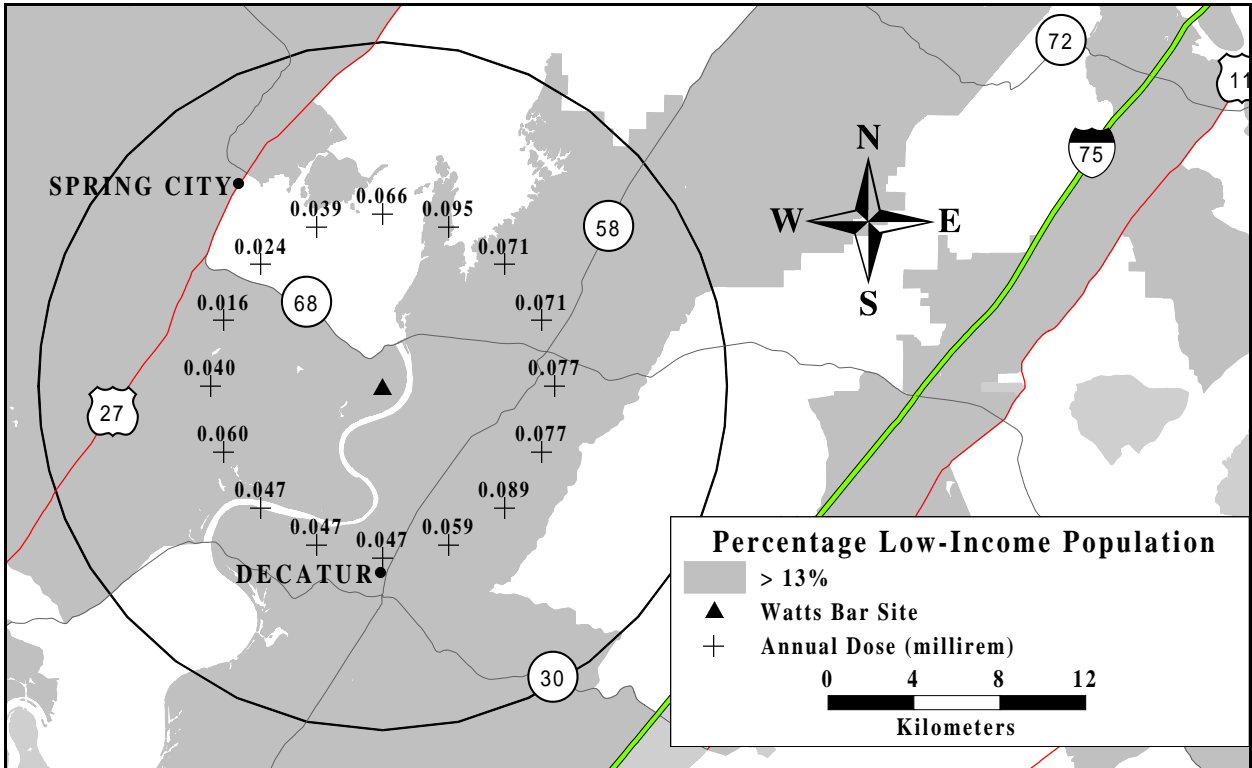 72
11
75
N
SPRING CITY
0.039
0.066
0.095
W
E
58
0.024
0.071
S
68
0.016
0.071
0.040
0.077
27
0.060
0.077
0.047
0.089
0.047
0.047
0.059
DECATUR
30
Percentage Low-Income Population
> 13%
Watts Bar Site
Annual Dose (millirem)
0 4 8 12
Kilometers